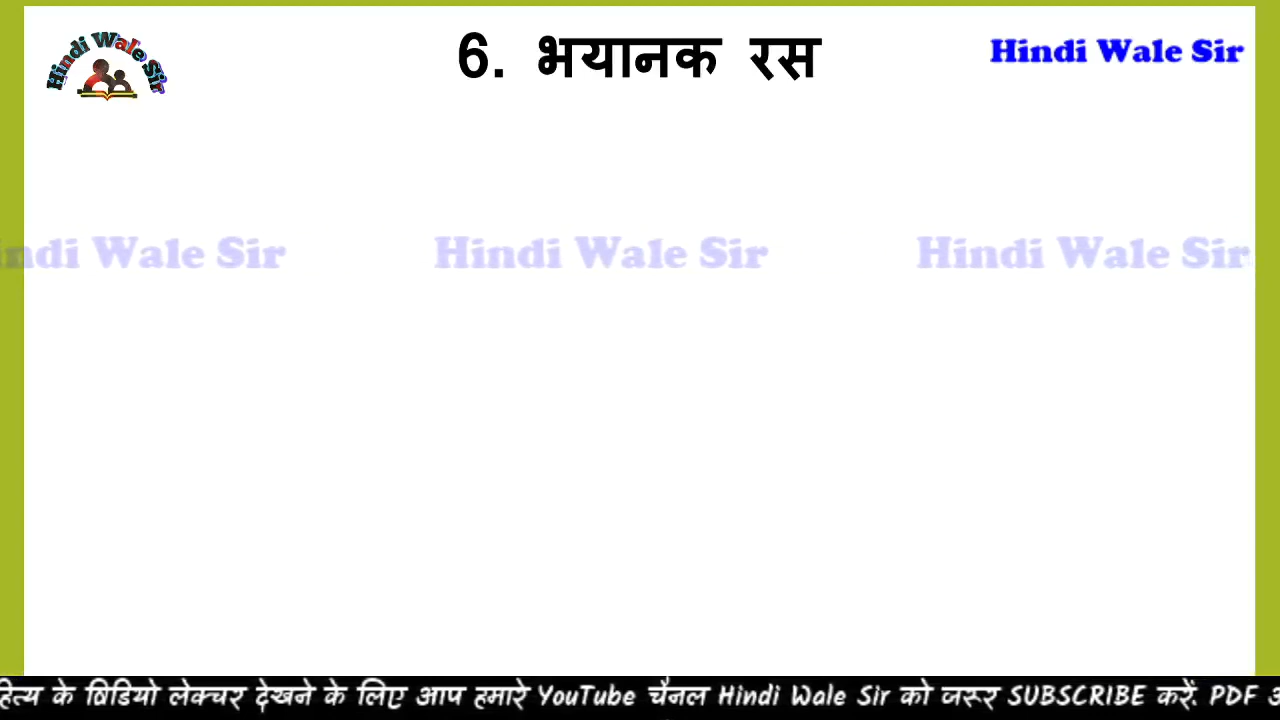 Hindi Wale Sir
6. भयानक रस
Hindi Wale Sir
indi Wale Sir Hindi Wale Sir Hindi Wale Sir
के विडियो लेक्चर देखने के लिए आप हमारे YouTube चैनल Hindi Wale Sir को जरूर SUBSCRIBE करें. PDF